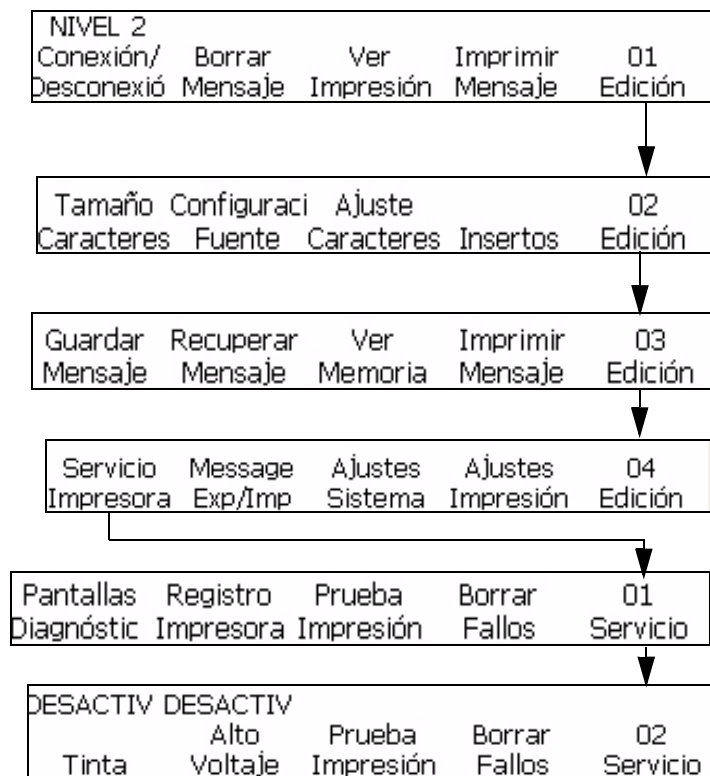 NIVEL 2
Conexión/ Borrar Ver Imprimir 01
Desconexió Mensaje Impresión Mensaje Edición
Tamaño Configuraci Ajuste 02
Caracteres Fuente Caracteres Insertos Edición
Guardar Recuperar Ver Imprimir 03
Mensaje Mensaje Memoria Mensaje Edición
Servicio Message Ajustes Ajustes 04
Impresora Exp/Imp Sistema Impresión Edición
Pantallas Registro Prueba Borrar 01
Diagnóstic Impresora Impresión Fallos Servicio
DESACTIV DESACTIV
Alto Prueba Borrar 02
Tinta Voltaje Impresión Fallos Servicio